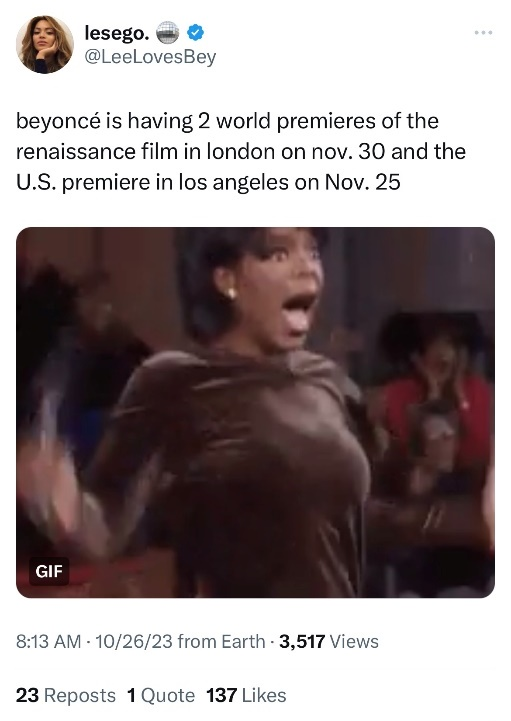 lesego.
@LeeLovesBey
beyoncé is having 2 world premieres of the
renaissance film in london on nov. 30 and the
U.S. premiere in los angeles on Nov. 25
GIF
8:13 AM · 10/26/23 from Earth · 3,517 Views
23 Reposts 1 Quote 137 Likes